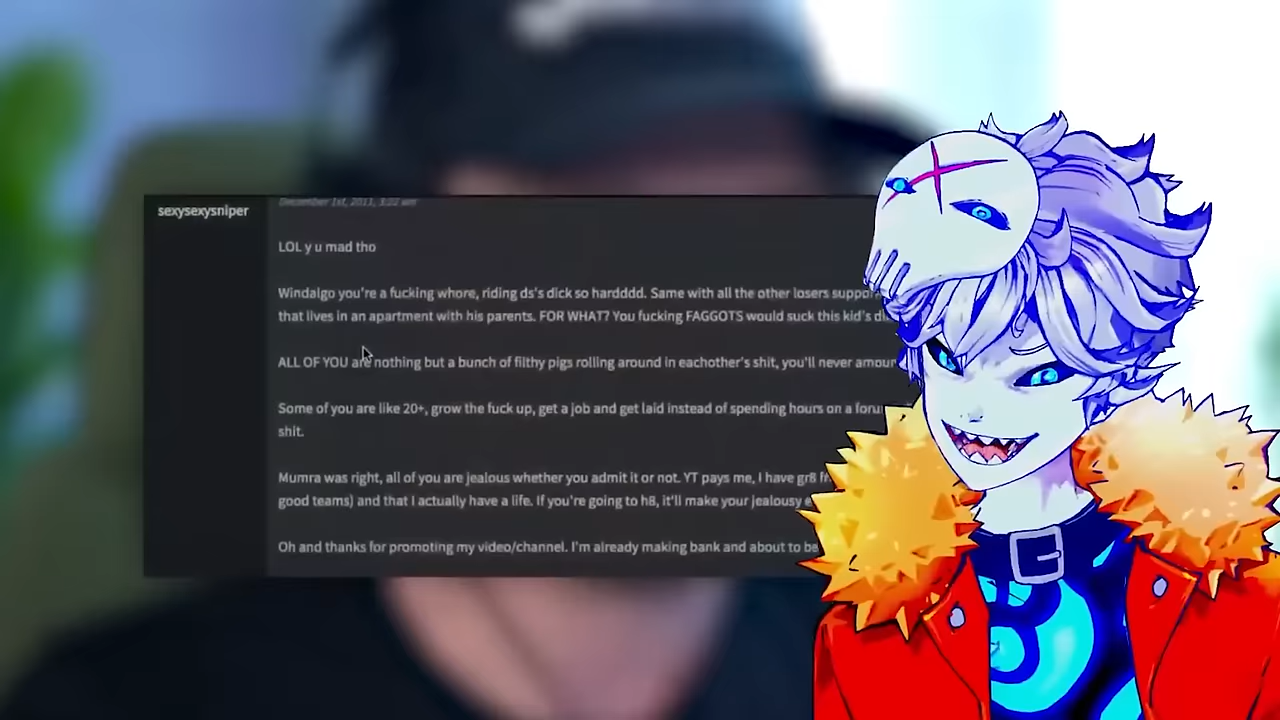 sexysexysniper
December 1st, 2011, 3:22 am
LOL y u mad tho
Windalgo you're a fucking whore, riding ds's dick so hardddd. Same with all the other losers
that lives in an apartment with his parents. FOR WHAT? You fucking FAGGOTS would suck this kid's
ALL OF YOU are nothing but a bunch of filthy pigs rolling around in eachother's shit, you'll never
Some of you are like 20+, grow the fuck up, get a job and get laid instead of spending hours on a
shit.
Mumra was right, all of you are jealous whether you admit it or not. YT pays me, I have gr8
good teams) and that I actually have a life. If you're going to h8, it'll make your jealousy
Oh and thanks for promoting my video/channel. I'm already making bank and about to be